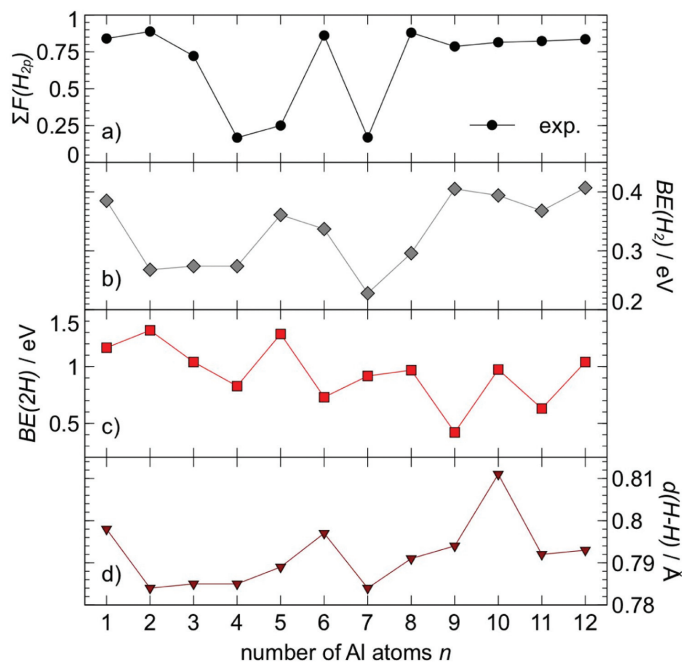 1
0.75
0.5
0.25
0
ΣF(H2p)
a)
exp.
0.4
0.3
0.2
BE(H2) / eV
b)
1.5
1
0.5
BE(2H) / eV
c)
0.81
0.8
0.79
0.78
d(H-H) / Å
d)
1 2 3 4 5 6 7 8 9 10 11 12
number of Al atoms n